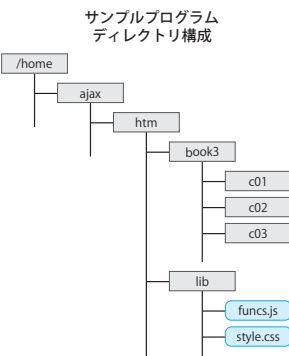 サンプルプログラム
ディレクトリ構成
/home
ajax
htm
book3
c01
c02
c03
lib
funcs.js
style.css